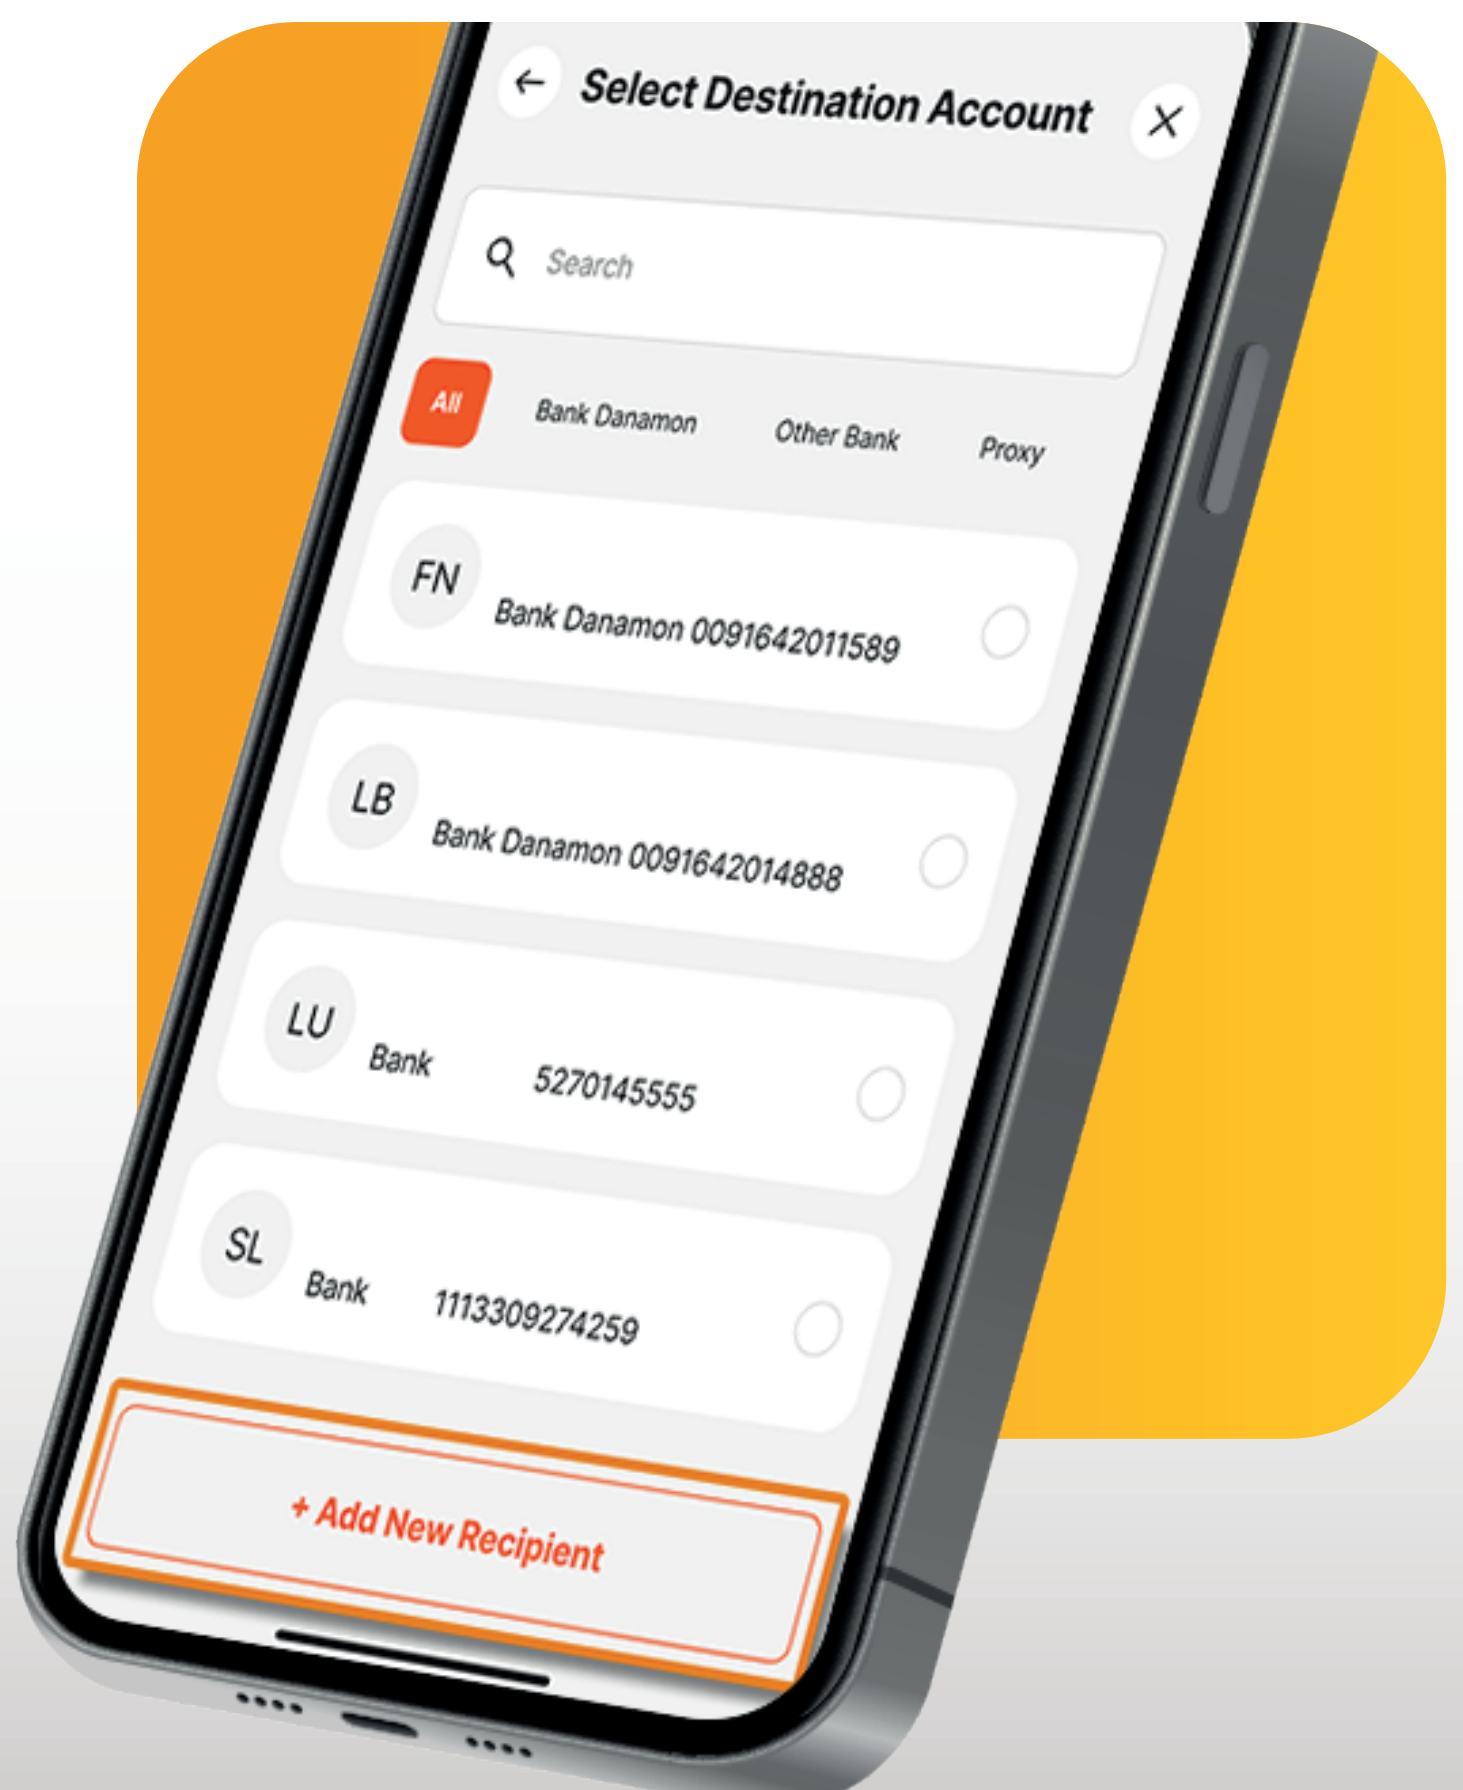 Select Destination Account
Search
All Bank Danamon Other Bank Proxy
FN
Bank Danamon 0091642011589
LB
Bank Danamon 0091642014888
LU
Bank 5270145555
SL
Bank 1113309274259
+ Add New Recipient